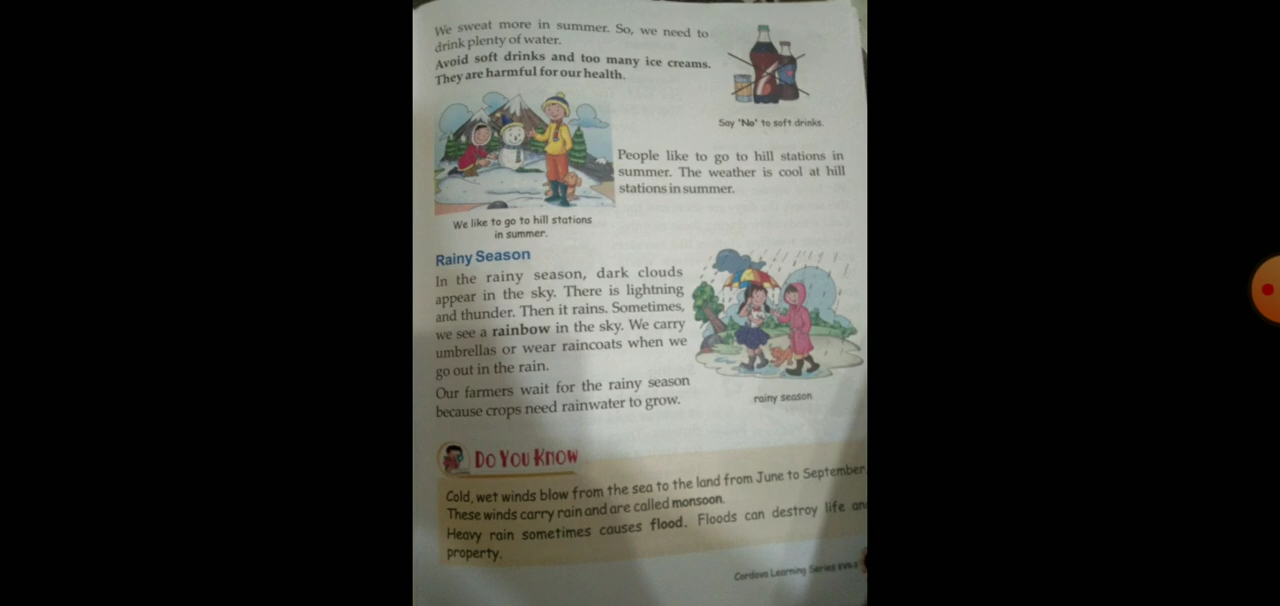 We sweat more in summer. So, we need to
drink plenty of water.
Avoid soft drinks and too many ice creams.
They are harmful for our health.
Say 'No' to soft drinks.
People like to go to hill stations in
summer. The weather is cool at hill
stations in summer.
We like to go to hill stations
in summer.
Rainy Season
In the rainy season, dark clouds
appear in the sky. There is lightning
and thunder. Then it rains. Sometimes,
we see a rainbow in the sky. We carry
umbrellas or wear raincoats when we
go out in the rain.
Our farmers wait for the rainy season
because crops need rainwater to grow.
rainy season
Do You Know
Cold, wet winds blow from the sea to the land from June to September.
These winds carry rain and are called monsoon.
Heavy rain sometimes causes flood. Floods can destroy life
property.
Cordova Learning Series